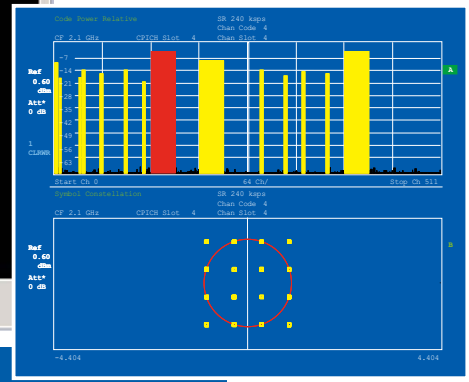 Code Power Relative
SR 240 ksps
Chan Code 4
CF 2.1 GHz CPICH Slot 4 Chan Slot 4
-7
Ref -14 A
0.60 -21
dBm -28
Att* -35
0 dB -42
-49
1 -56
CLRWR -63
Start Ch 0 64 Ch/ Stop Ch 511
Symbol Constellation SR 240 ksps
Chan Code 4
CF 2.1 GHz CPICH Slot 4 Chan Slot 4
Ref B
0.60
dBm
Att*
0 dB
-4.404 4.404